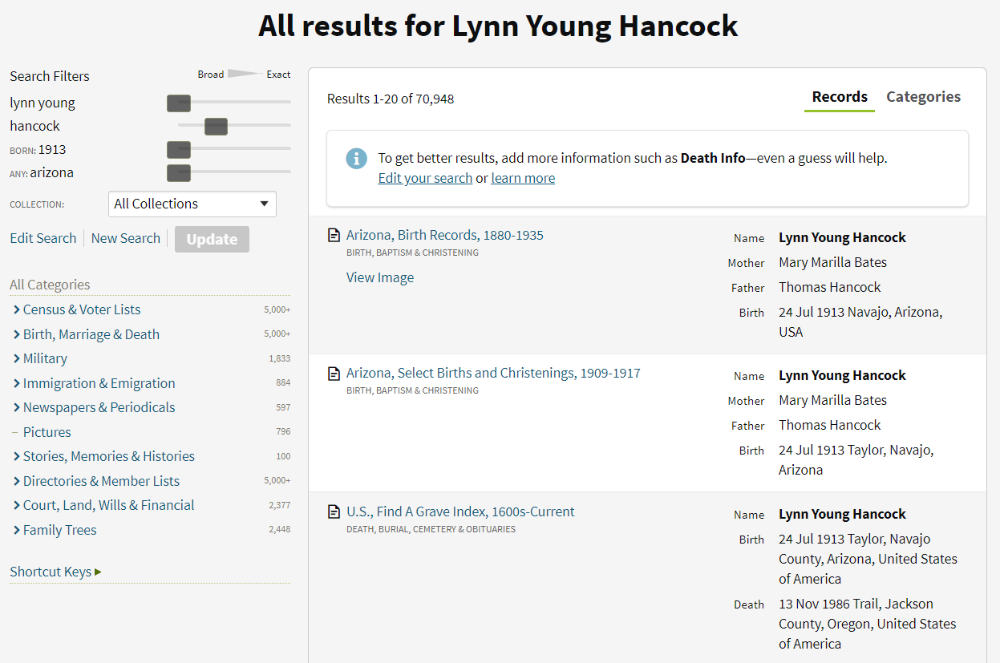 All results for Lynn Young Hancock
Search Filters
Broad Exact
lynn young
hancock
BORN: 1913
ANY: arizona
COLLECTION: All Collections
Edit Search New Search Update
All Categories
Census & Voter Lists 5,000+
Birth, Marriage & Death 5,000+
Military 1,833
Immigration & Emigration 884
Newspapers & Periodicals 597
Pictures 796
Stories, Memories & Histories 100
Directories & Member Lists 5,000+
Court, Land, Wills & Financial 2,377
Family Trees 2,448
Shortcut Keys
Results 1-20 of 70,948
Records Categories
To get better results, add more information such as Death Info—even a guess will help.
Edit your search or learn more
Arizona, Birth Records, 1880-1935
BIRTH, BAPTISM & CHRISTENING
View Image
Name Lynn Young Hancock
Mother Mary Marilla Bates
Father Thomas Hancock
Birth 24 Jul 1913 Navajo, Arizona,
USA
Arizona, Select Births and Christenings, 1909-1917
BIRTH, BAPTISM & CHRISTENING
Name Lynn Young Hancock
Mother Mary Marilla Bates
Father Thomas Hancock
Birth 24 Jul 1913 Taylor, Navajo,
Arizona
U.S., Find A Grave Index, 1600s-Current
DEATH, BURIAL, CEMETERY & OBITUARIES
Name Lynn Young Hancock
Birth 24 Jul 1913 Taylor, Navajo
County, Arizona, United States
of America
Death 13 Nov 1986 Trail, Jackson
County, Oregon, United States
of America